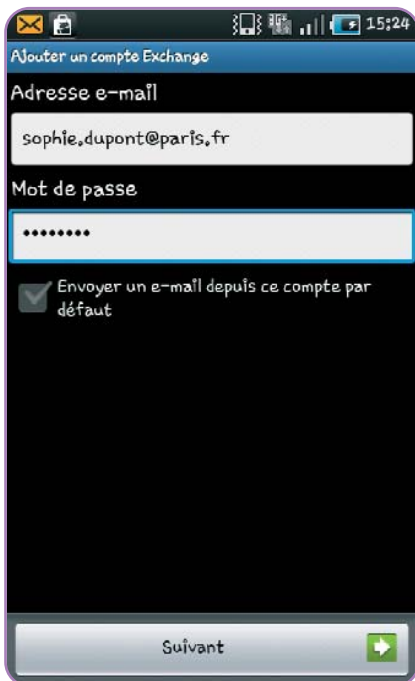 15:24
Ajouter un compte Exchange
Adresse e-mail
sophie.dupont@paris.fr
Mot de passe
••••••••
Envoyer un e-mail depuis ce compte par
défaut
Suivant